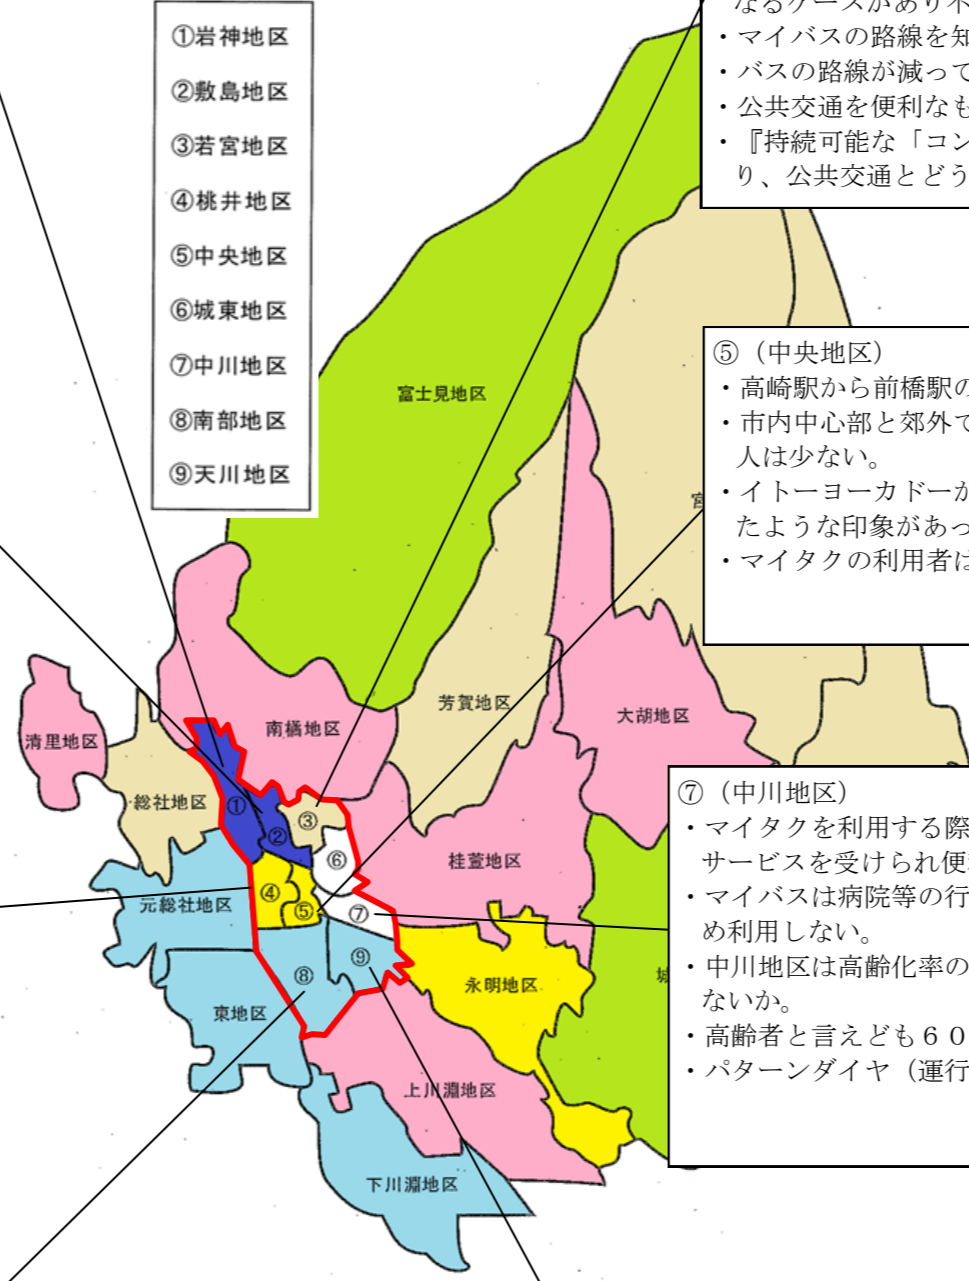 ①岩神地区
②敷島地区
③若宮地区
④桃井地区
⑤中央地区
⑥城東地区
⑦中川地区
⑧南部地区
⑨天川地区
なるケースがあり不
・マイバスの路線を知
・バスの路線が減って
・公共交通を便利なも
・『持続可能な「コン
り、公共交通とどう
⑤（中央地区）
・高崎駅から前橋駅の
・市内中心部と郊外で
人は少ない。
・イトーヨーカドーか
たような印象があっ
・マイタクの利用者は
富士見地区
宮
芳賀地区
大胡地区
南橘地区
清里地区
総社地区
①
②
③
⑥
桂萱地区
④
⑤
⑦
元総社地区
⑨
⑧
永明地区
城
東地区
上川淵地区
下川淵地区
⑦（中川地区）
・マイタクを利用する際
サービスを受けられ便
・マイバスは病院等の行
め利用しない。
・中川地区は高齢化率の
ないか。
・高齢者と言えども６０
・パターンダイヤ（運行